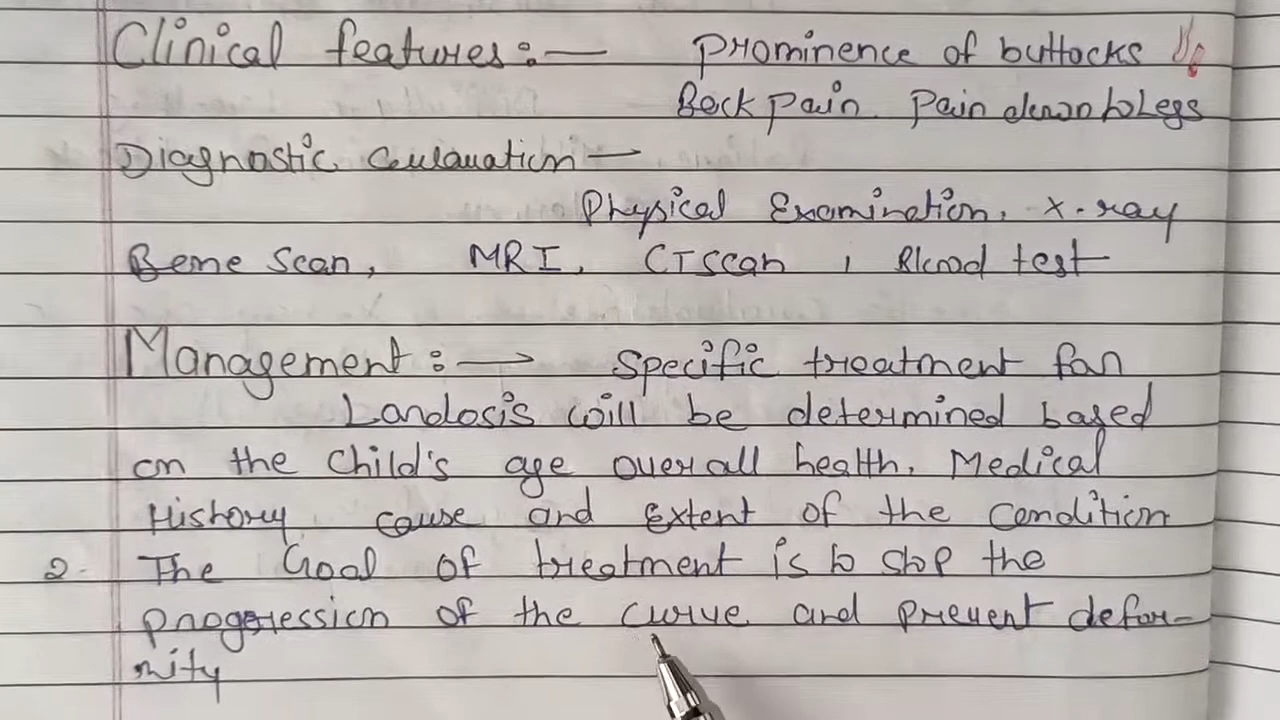 Clinical features :— Prominence of buttocks
Back pain. Pain down to Legs
Diagnostic evaluation —
Physical Examination, X-ray
Bone Scan, MRI, CT scan, Blood test
Management :→ Specific treatment for
Lordosis will be determined based
on the child's age overall health, Medical
History cause and Extent of the Condition
2. The Goal of treatment is to stop the
progression of the curve and prevent defor-
mity